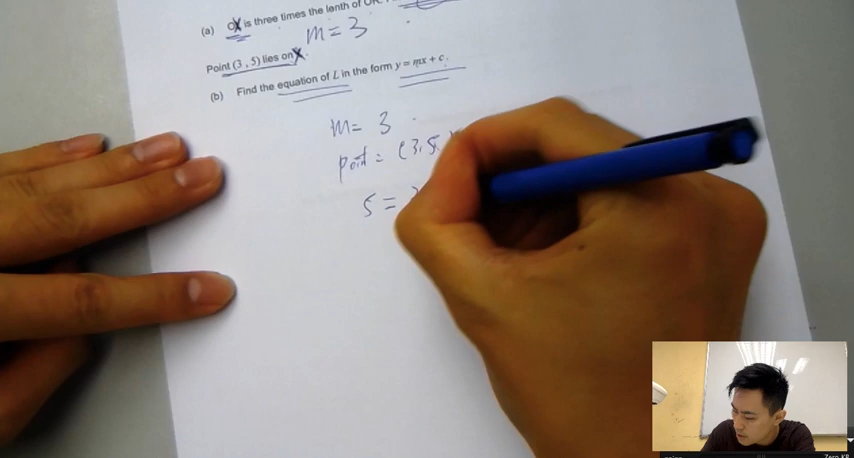 (a) OX is three times the lenth of OK.
m = 3
Point (3, 5) lies on X.
(b) Find the equation of L in the form y = mx + c.
m = 3
point = (3, 5
5 =